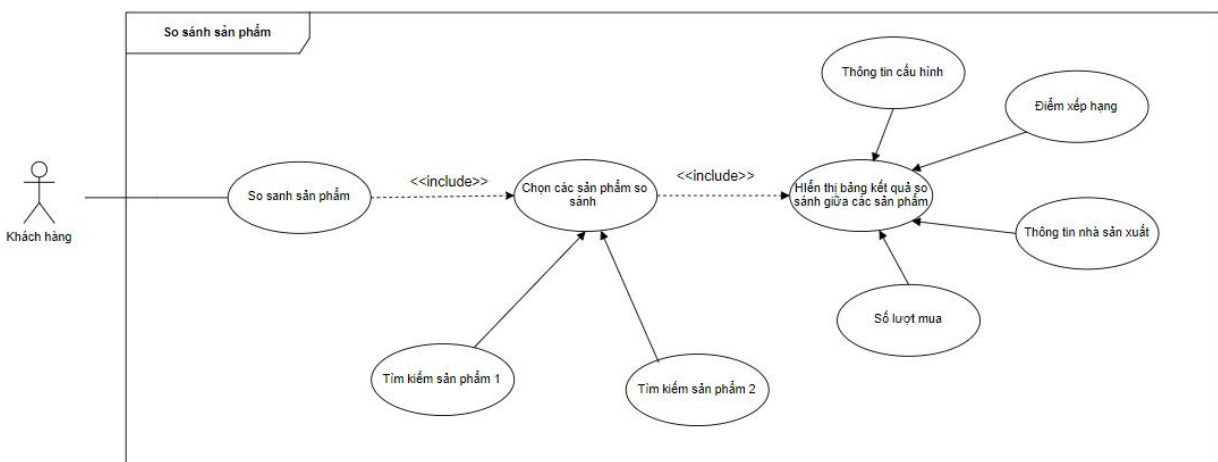 So sánh sản phẩm
Thông tin cấu hình
Điểm xếp hạng
<<include>>
<<include>>
So sanh sản phẩm
Chọn các sản phẩm so
sánh
HIển thi bảng kết quả so
sánh giữa các sản phẩm
Khách hàng
Thông tin nhà sản xuất
Số lượt mua
Tìm kiếm sản phẩm 1
Tìm kiếm sản phẩm 2